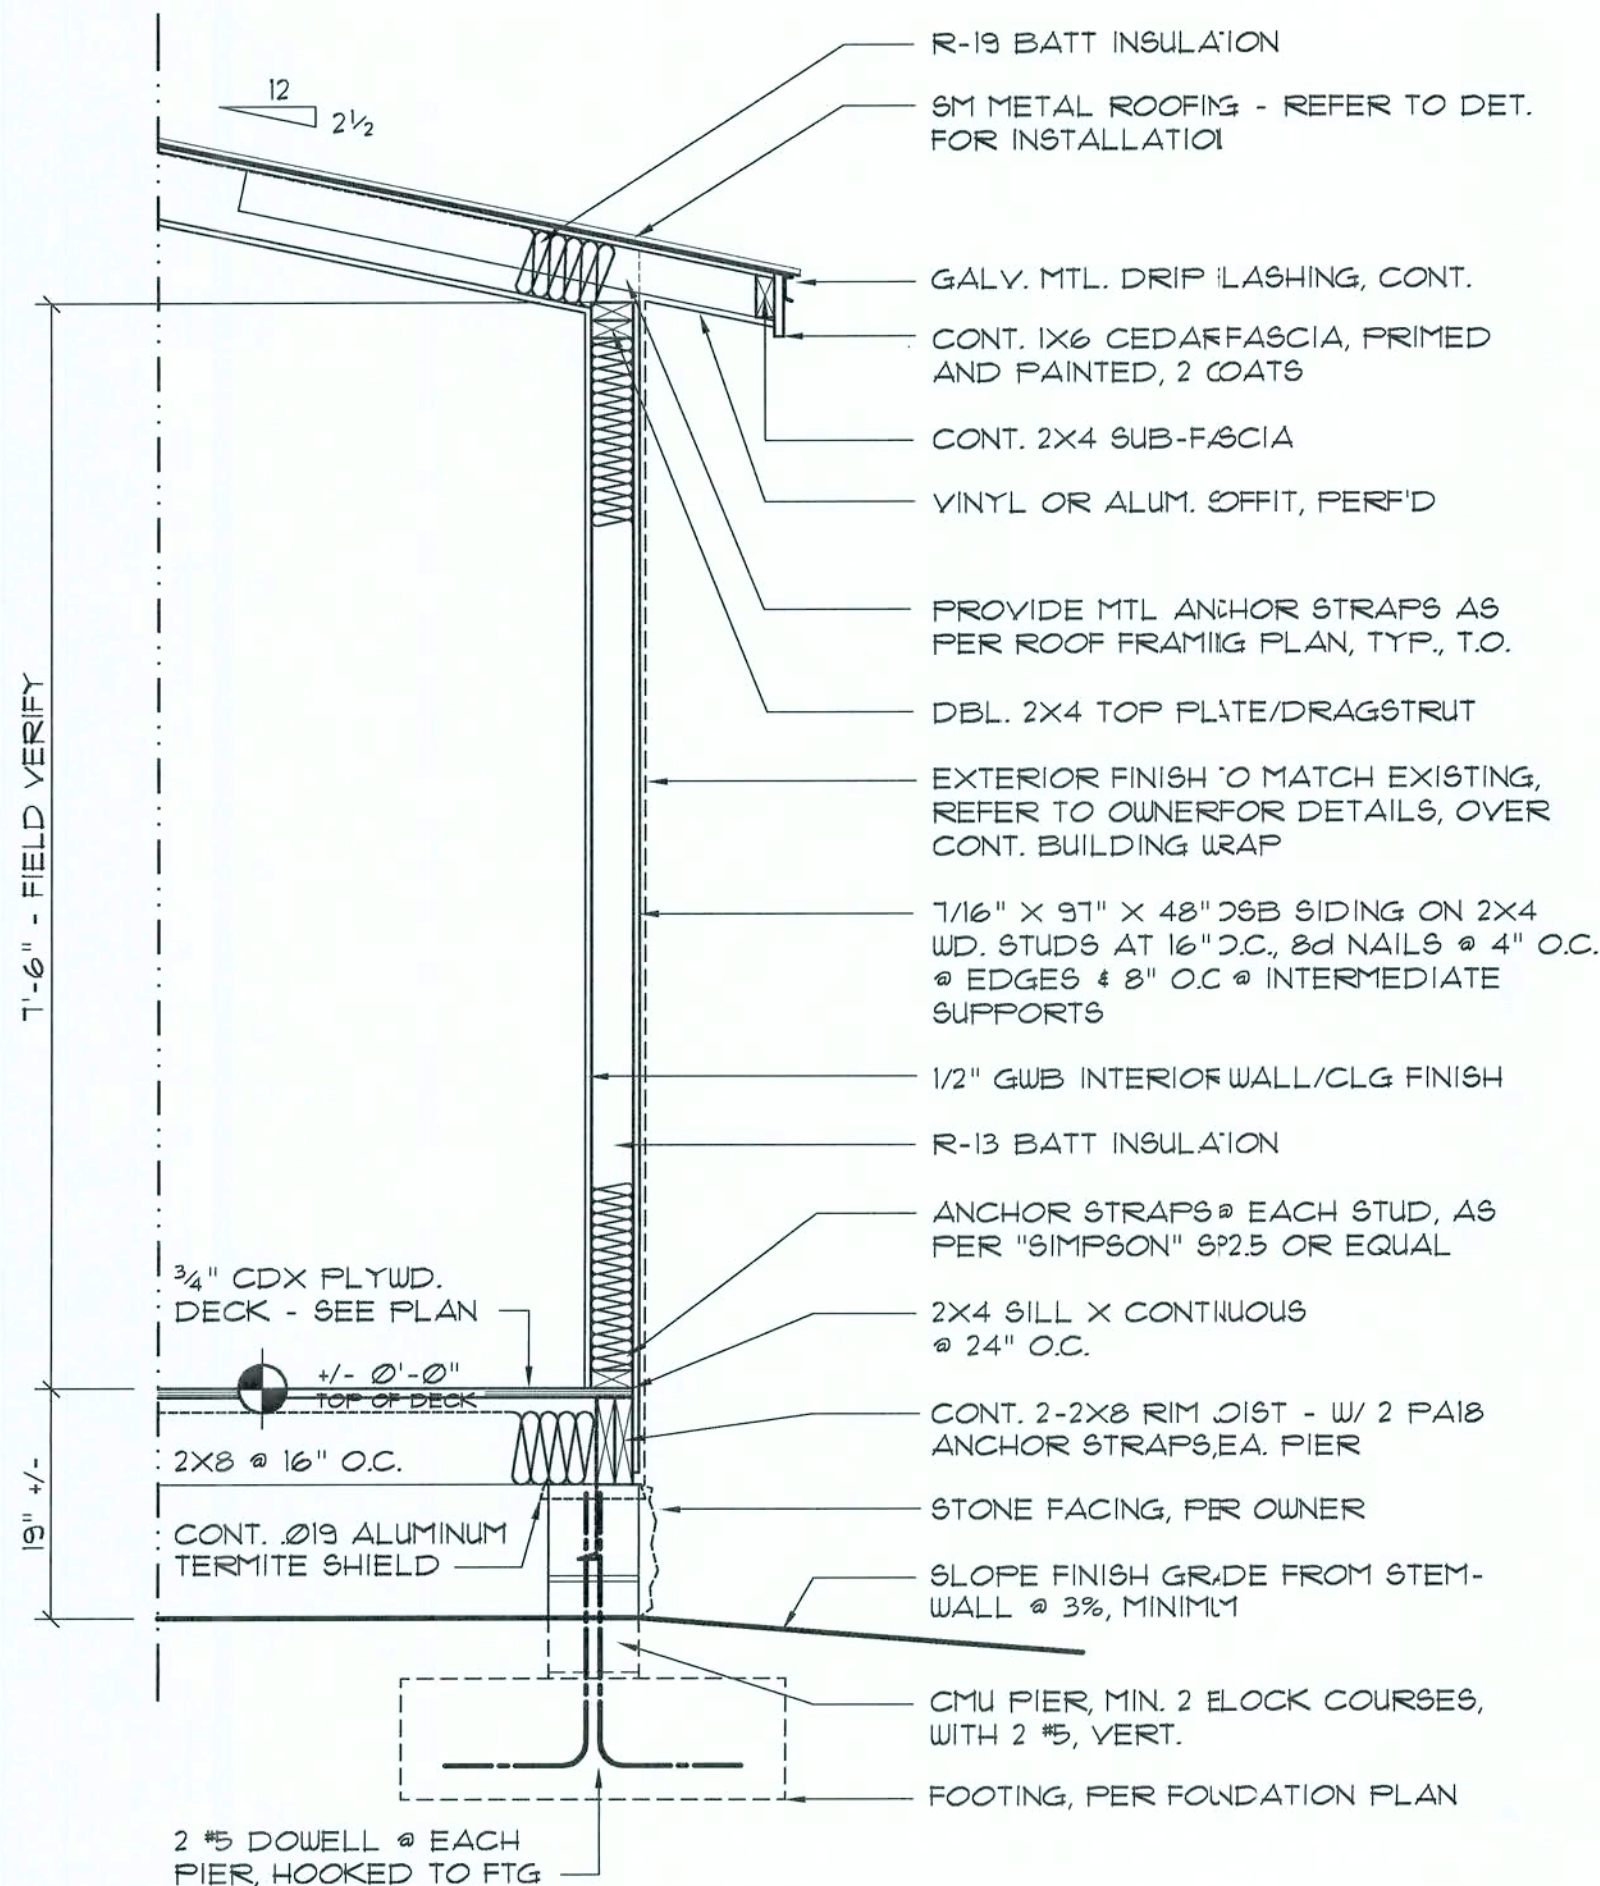 12
2½
R-19 BATT INSULATION
SM METAL ROOFING - REFER TO DET.
FOR INSTALLATION
GALV. MTL. DRIP FLASHING, CONT.
CONT. 1X6 CEDAR FASCIA, PRIMED
AND PAINTED, 2 COATS
CONT. 2X4 SUB-FASCIA
VINYL OR ALUM. SOFFIT, PERF'D
PROVIDE MTL ANCHOR STRAPS AS
PER ROOF FRAMING PLAN, TYP., T.O.
DBL. 2X4 TOP PLATE/DRAGSTRUT
EXTERIOR FINISH TO MATCH EXISTING,
REFER TO OWNER FOR DETAILS, OVER
CONT. BUILDING WRAP
7'-6" - FIELD VERIFY
7/16" X 97" X 48" OSB SIDING ON 2X4
WD. STUDS AT 16" O.C., 8d NAILS @ 4" O.C.
@ EDGES & 8" O.C @ INTERMEDIATE
SUPPORTS
1/2" GWB INTERIOR WALL/CLG FINISH
R-13 BATT INSULATION
ANCHOR STRAPS @ EACH STUD, AS
PER "SIMPSON" SP2.5 OR EQUAL
¾" CDX PLYWD.
DECK - SEE PLAN
2X4 SILL X CONTINUOUS
@ 24" O.C.
+/- 0'-0"
TOP OF DECK
CONT. 2-2X8 RIM JOIST - W/ 2 PA18
ANCHOR STRAPS, EA. PIER
2X8 @ 16" O.C.
19" +/-
STONE FACING, PER OWNER
CONT. .019 ALUMINUM
TERMITE SHIELD
SLOPE FINISH GRADE FROM STEM-
WALL @ 3%, MINIMUM
CMU PIER, MIN. 2 BLOCK COURSES,
WITH 2 #5, VERT.
FOOTING, PER FOUNDATION PLAN
2 #5 DOWELL @ EACH
PIER, HOOKED TO FTG